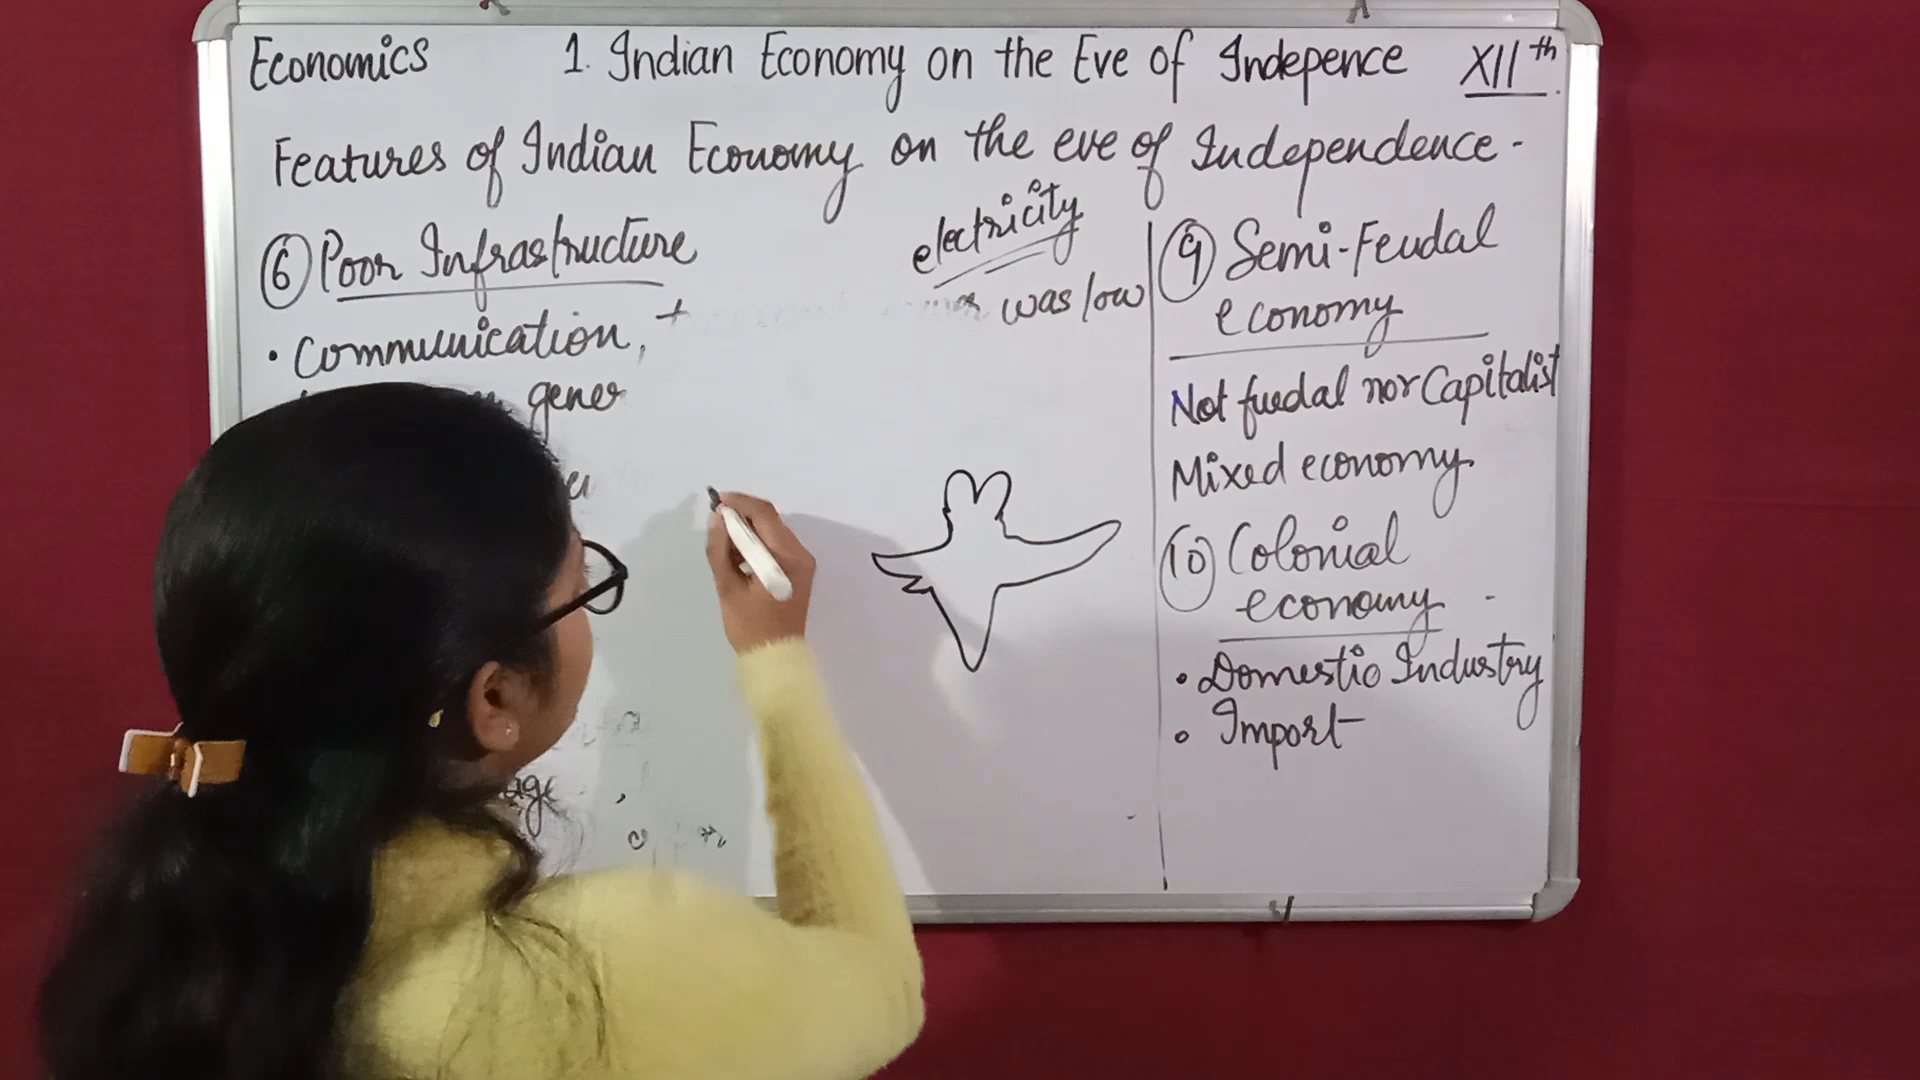 Economics 1. Indian Economy on the Eve of Indepence XIIth
Features of Indian Economy on the eve of Independence.
⑥ Poor Infrastructure
• Communication,
gener
electricity
was low
⑨ Semi-Feudal
economy
Not fuedal nor Capitalist
Mixed economy
⑩ Colonial
economy
• Domestic Industry
• Import